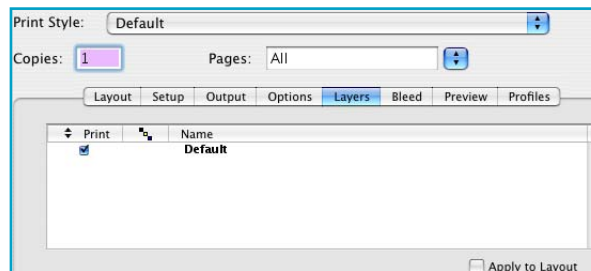 Print Style: Default
Copies: 1 Pages: All
Layout Setup Output Options Layers Bleed Preview Profiles
Print Name
Default
Apply to Layout